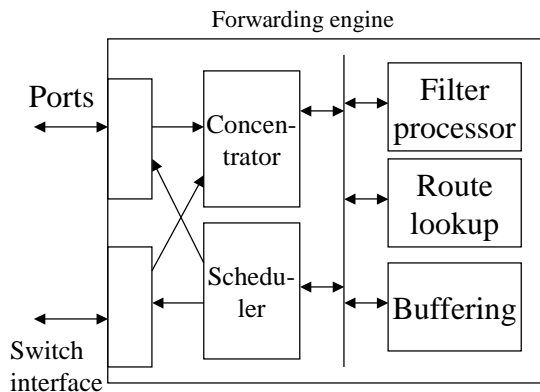 Forwarding engine
Ports
Concen-
trator
Filter
processor
Route
lookup
Schedu-
ler
Buffering
Switch
interface